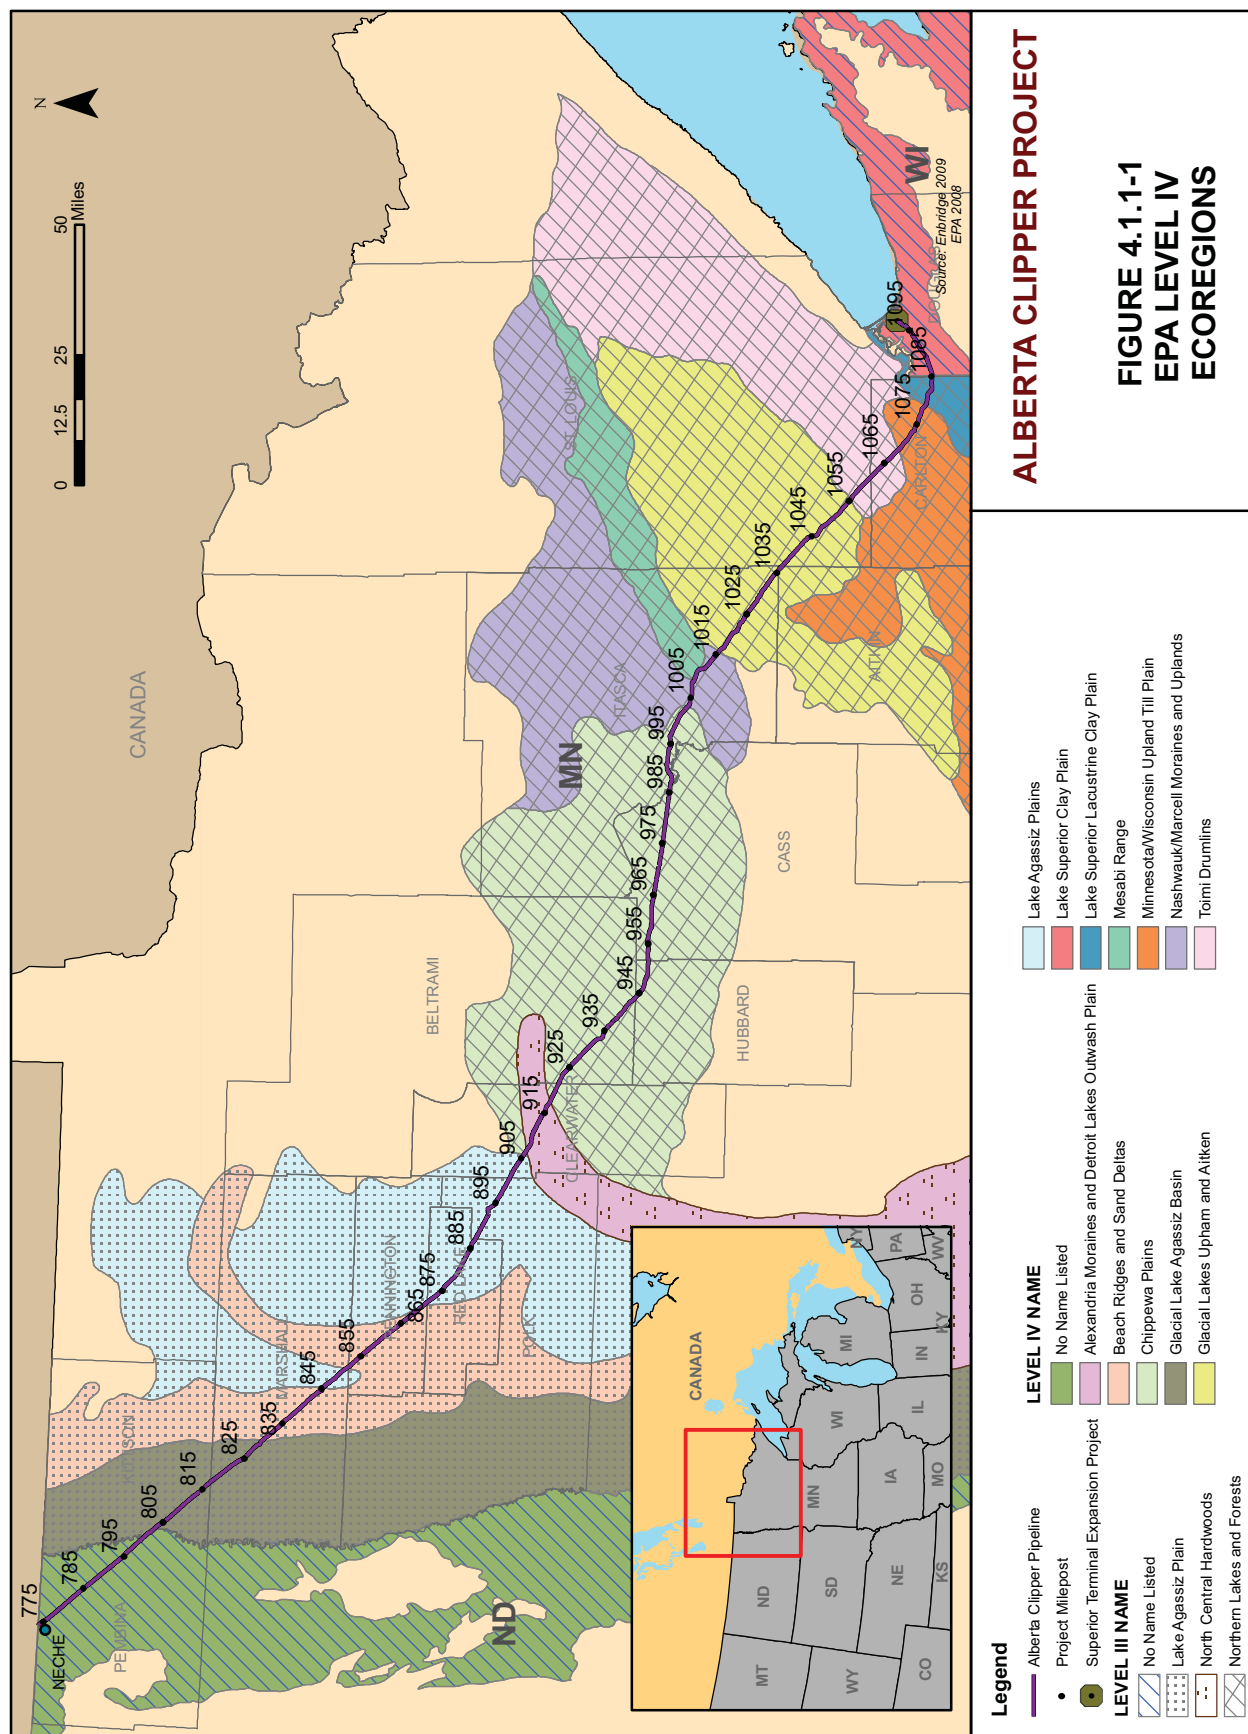 N
0 12.5 25 50
Miles
CANADA
MN
ND
WI
NECHE
PEMBINA
KITTSON
MARSHALL
PENNINGTON
RED LAKE
POLK
CLEARWATER
BELTRAMI
HUBBARD
CASS
ITASCA
ST. LOUIS
AITKIN
CARLTON
DOUGLAS
775
785
795
805
815
825
835
845
855
865
875
885
895
905
915
925
935
945
955
965
975
985
995
1005
1015
1025
1035
1045
1055
1065
1075
1085
1095
Source: Enbridge 2009
EPA 2008
CANADA
MT
ND
MN
WI
MI
NY
PA
WV
OH
KY
IN
IL
IA
MO
SD
NE
KS
WY
CO
Legend
Alberta Clipper Pipeline
Project Milepost
Superior Terminal Expansion Project
LEVEL III NAME
No Name Listed
Lake Agassiz Plain
North Central Hardwoods
Northern Lakes and Forests
LEVEL IV NAME
No Name Listed
Alexandria Moraines and Detroit Lakes Outwash Plain
Beach Ridges and Sand Deltas
Chippewa Plains
Glacial Lake Agassiz Basin
Glacial Lakes Upham and Aitken
Lake Agassiz Plains
Lake Superior Clay Plain
Lake Superior Lacustrine Clay Plain
Mesabi Range
Minnesota/Wisconsin Upland Till Plain
Nashwauk/Marcell Moraines and Uplands
Toimi Drumlins
ALBERTA CLIPPER PROJECT
FIGURE 4.1.1-1
EPA LEVEL IV
ECOREGIONS